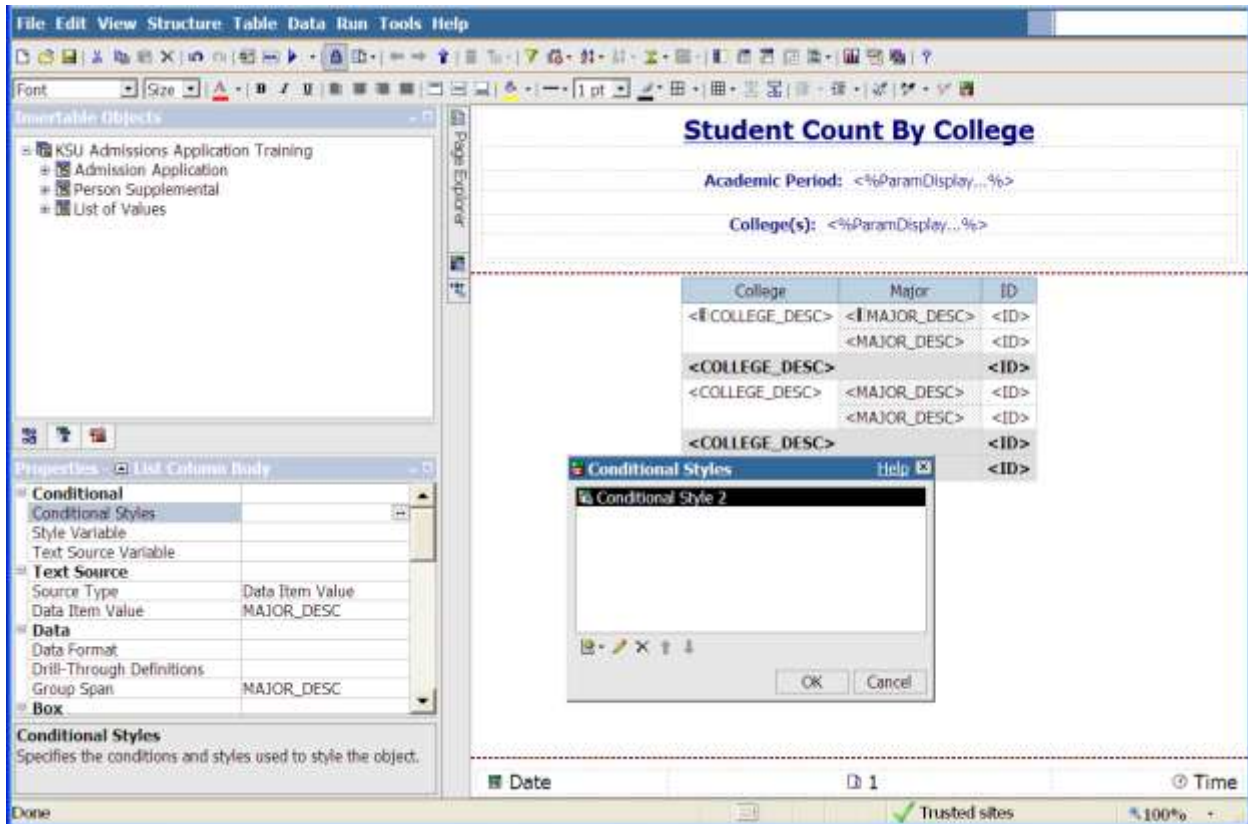 File Edit View Structure Table Data Run Tools Help
Font Size 1 pt
Insertable Objects
KSU Admissions Application Training
Admission Application
Person Supplemental
List of Values
Page Explorer
Student Count By College
Academic Period: <%ParamDisplay...%>
College(s): <%ParamDisplay...%>
College Major ID
<COLLEGE_DESC> <MAJOR_DESC> <ID>
<MAJOR_DESC> <ID>
<COLLEGE_DESC> <ID>
<COLLEGE_DESC> <MAJOR_DESC> <ID>
<MAJOR_DESC> <ID>
<COLLEGE_DESC> <ID>
<ID>
Properties - List Column Body
Conditional
Conditional Styles
Style Variable
Text Source Variable
Text Source
Source Type Data Item Value
Data Item Value MAJOR_DESC
Data
Data Format
Drill-Through Definitions
Group Span MAJOR_DESC
Box
Conditional Styles
Specifies the conditions and styles used to style the object.
Conditional Styles Help
Conditional Style 2
OK Cancel
Date 1 Time
Done Trusted sites 100%